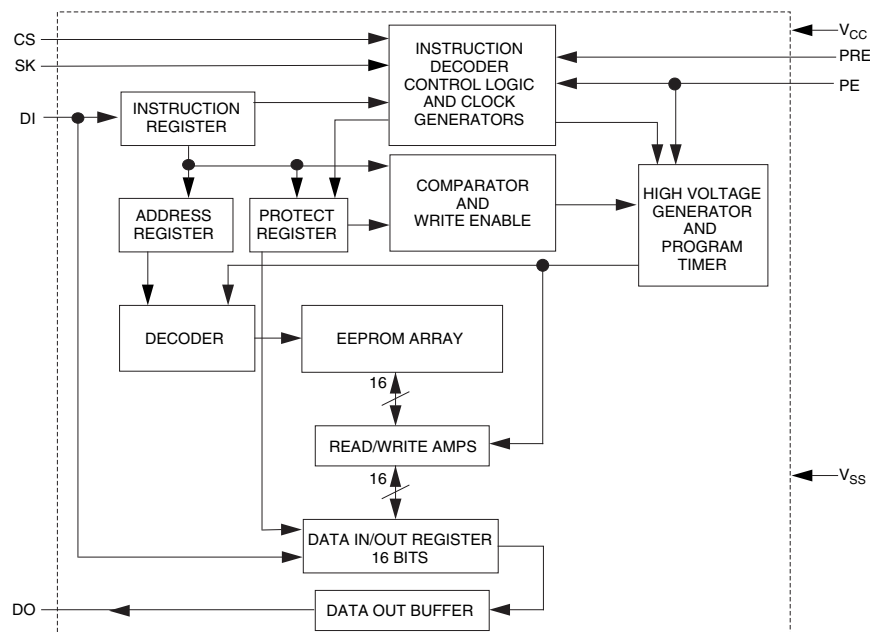 CS
SK
DI
INSTRUCTION
DECODER
CONTROL LOGIC
AND CLOCK
GENERATORS
VCC
PRE
PE
INSTRUCTION
REGISTER
ADDRESS
REGISTER
PROTECT
REGISTER
COMPARATOR
AND
WRITE ENABLE
HIGH VOLTAGE
GENERATOR
AND
PROGRAM
TIMER
DECODER
EEPROM ARRAY
16
READ/WRITE AMPS
16
VSS
DATA IN/OUT REGISTER
16 BITS
DO
DATA OUT BUFFER